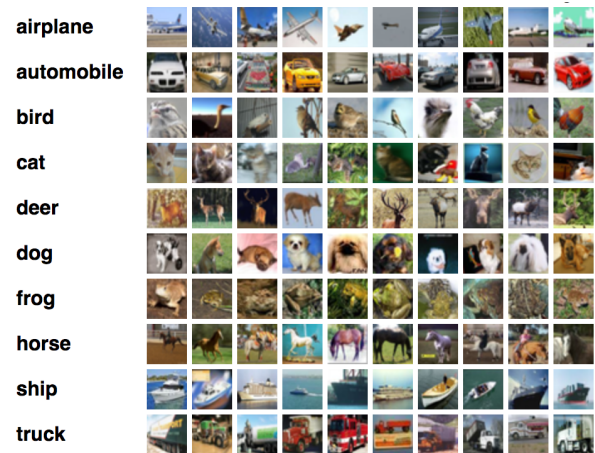 airplane
automobile
bird
cat
deer
dog
frog
horse
ship
truck